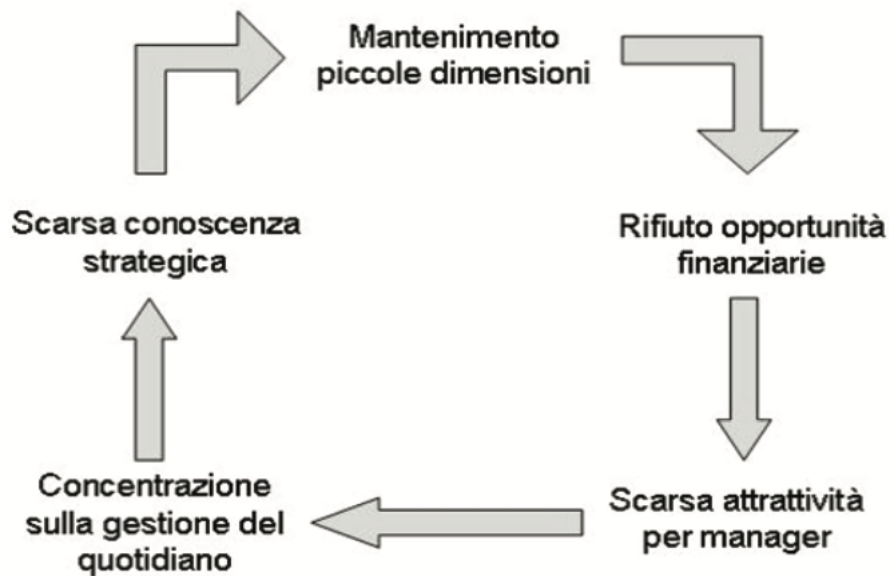 Mantenimento
piccole dimensioni
Rifiuto opportunità
finanziarie
Scarsa attrattività
per manager
Concentrazione
sulla gestione del
quotidiano
Scarsa conoscenza
strategica